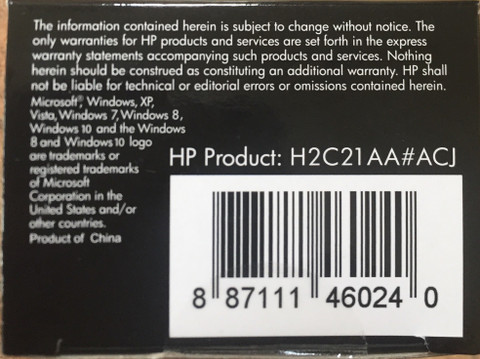 The information contained herein is subject to change without notice. The
only warranties for HP products and services are set forth in the express
warranty statements accompanying such products and services. Nothing
herein should be construed as constituting an additional warranty. HP shall
not be liable for technical or editorial errors or omissions contained herein.
Microsoft®, Windows, XP,
Vista, Windows 7, Windows 8,
Windows 10 and the Windows
8 and Windows 10 logo
are trademarks or
registered trademarks
of Microsoft
Corporation in the
United States and/or
other countries.
Product of China
HP Product: H2C21AA#ACJ
8 87111 46024 0